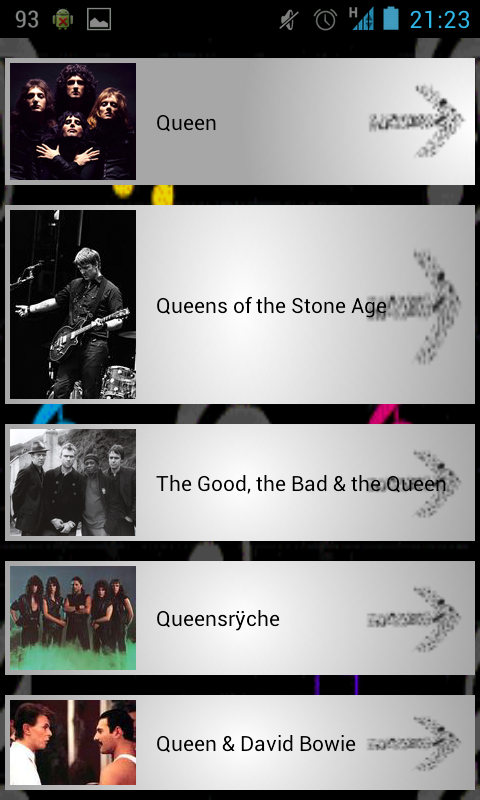 93
H
21:23
Queen
Queens of the Stone Age
The Good, the Bad & the Queen
Queensrÿche
Queen & David Bowie